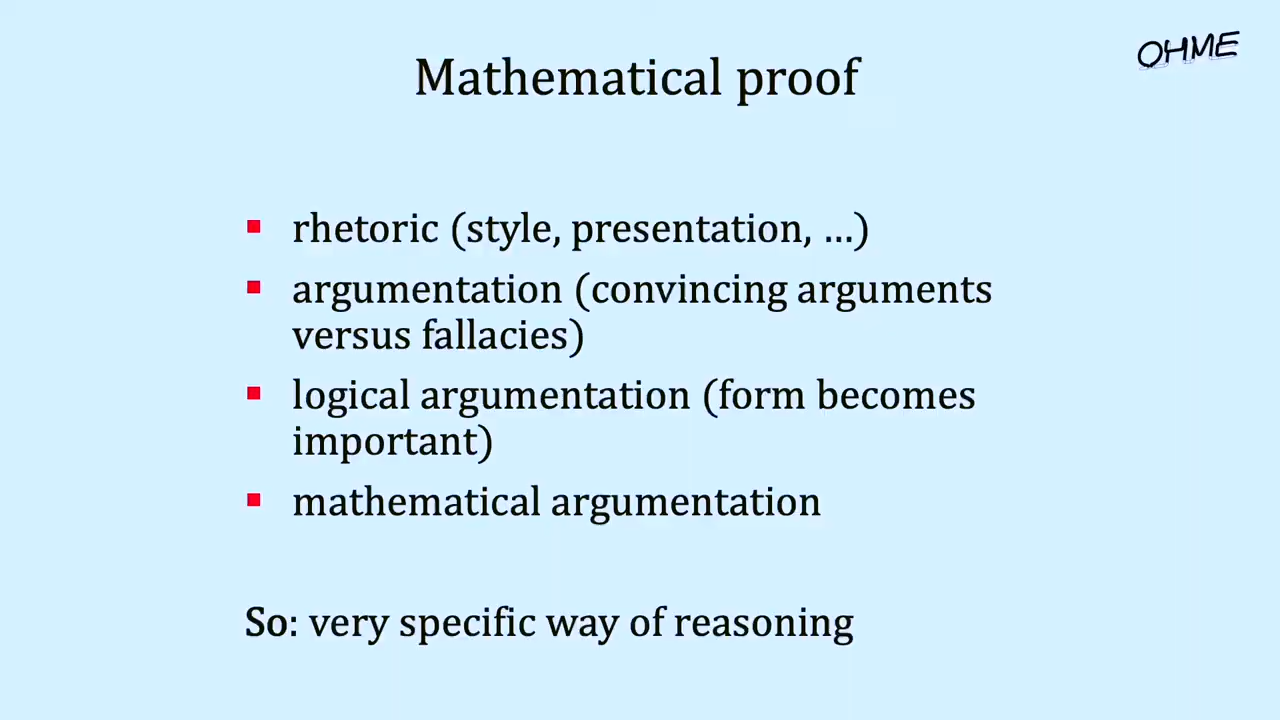 OHME
Mathematical proof
rhetoric (style, presentation, ...)
argumentation (convincing arguments
versus fallacies)
logical argumentation (form becomes
important)
mathematical argumentation
So: very specific way of reasoning